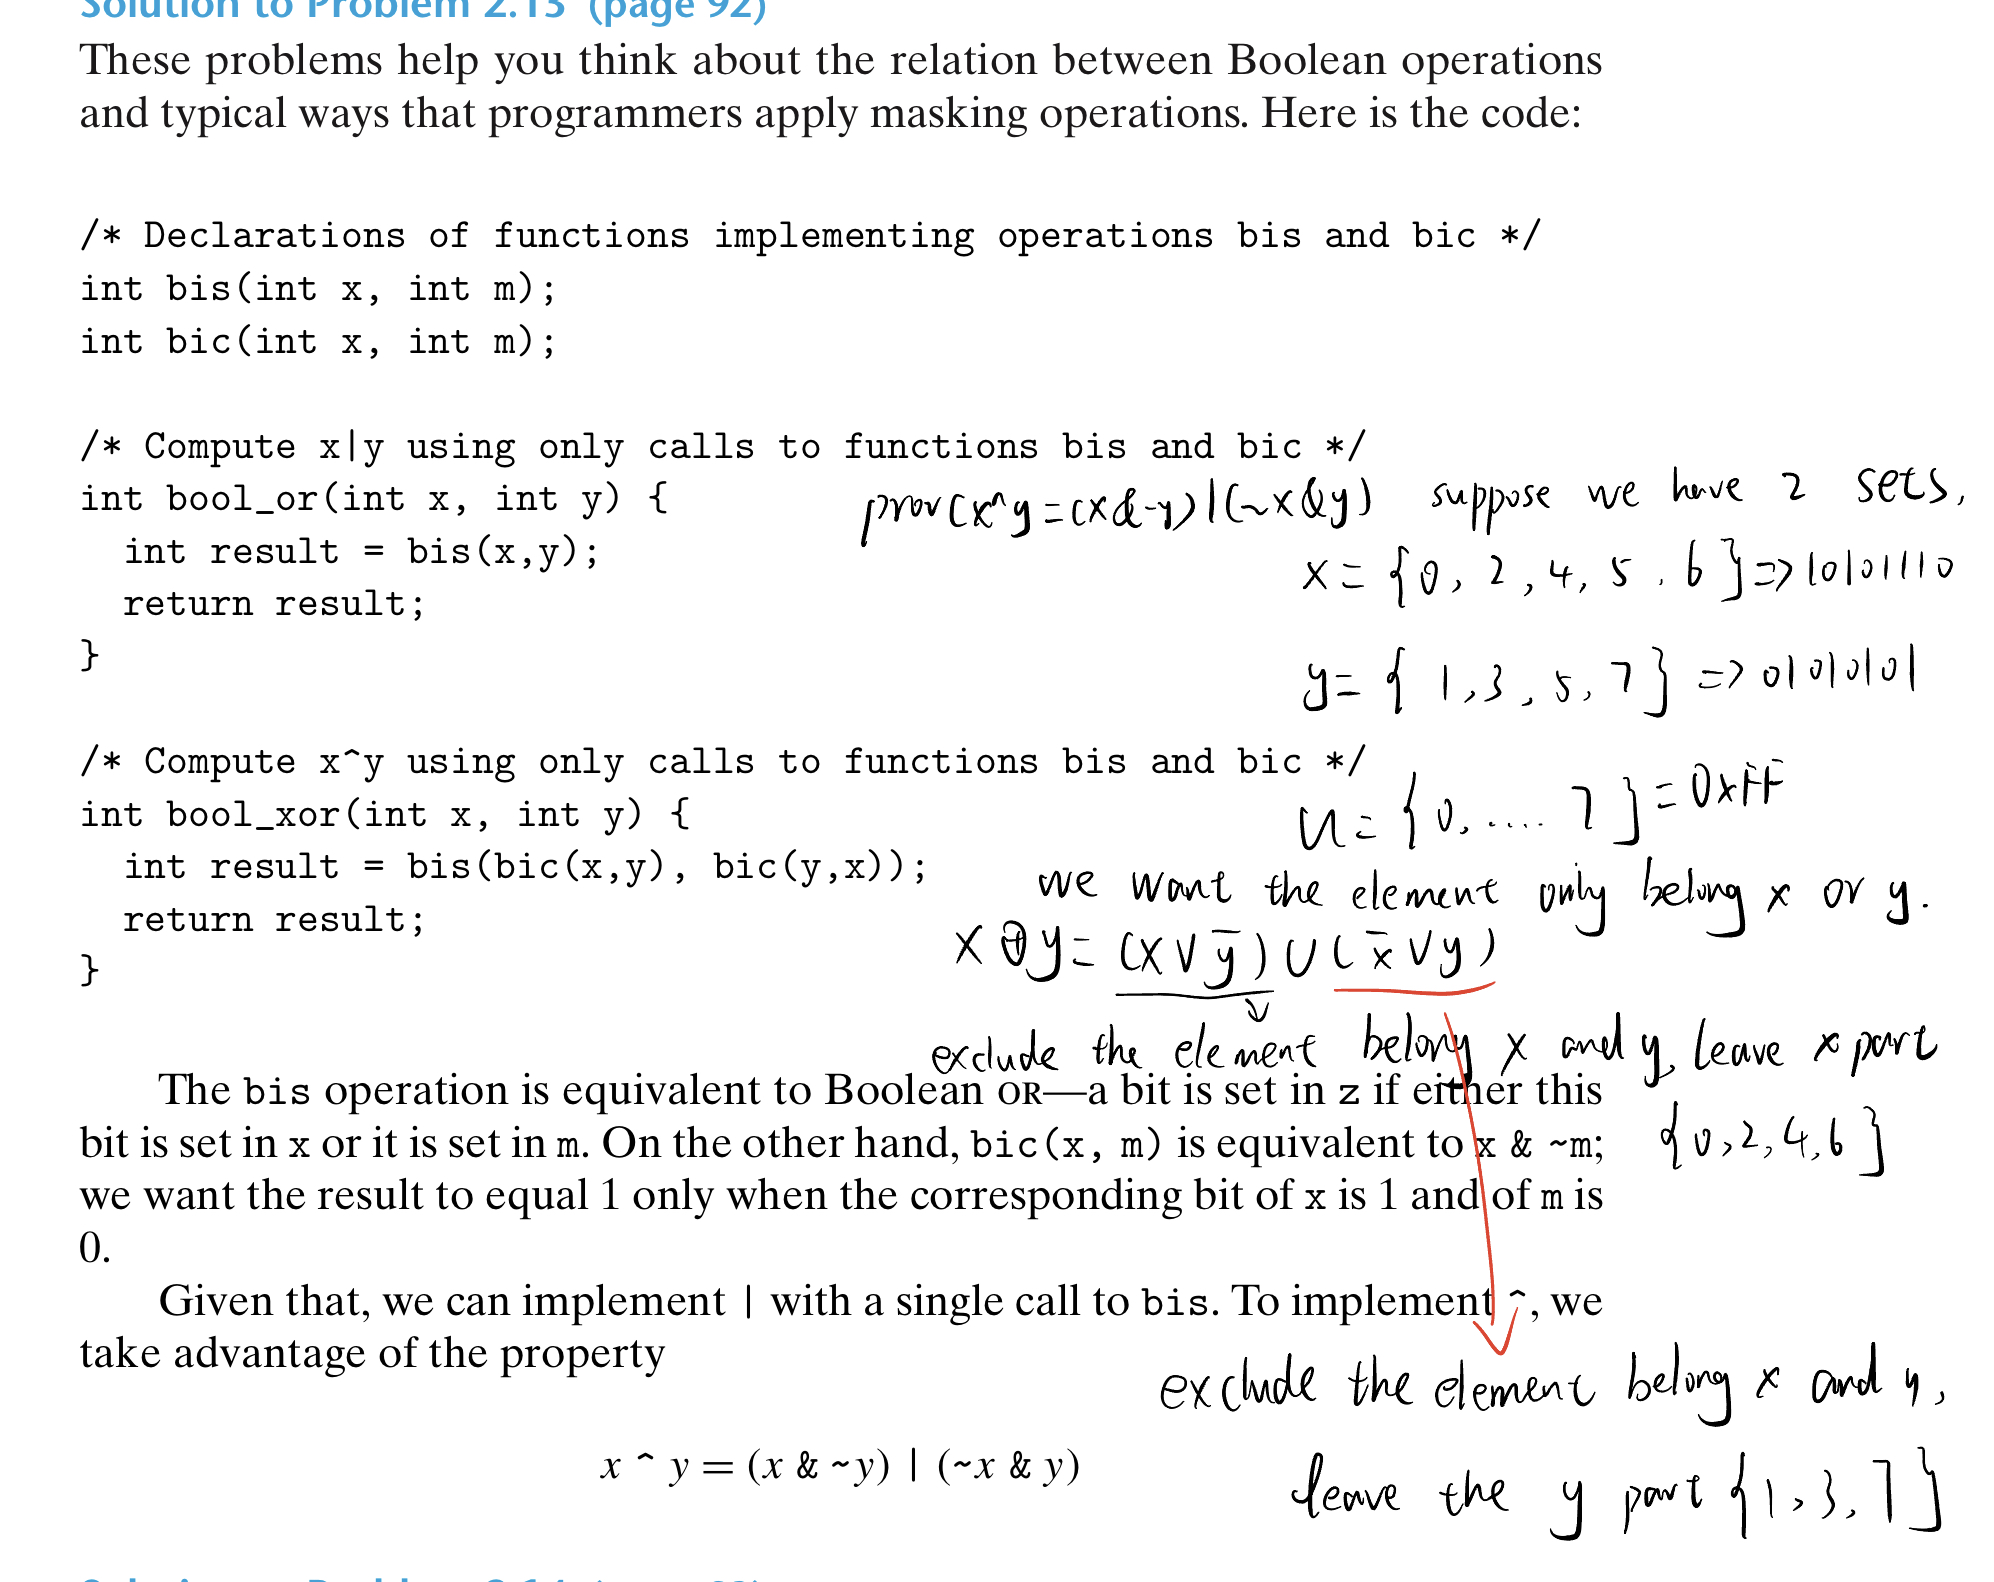 Solution to Problem 2.13 (page 92)
These problems help you think about the relation between Boolean operations
and typical ways that programmers apply masking operations. Here is the code:
/* Declarations of functions implementing operations bis and bic */
int bis(int x, int m);
int bic(int x, int m);
/* Compute x|y using only calls to functions bis and bic */
int bool_or(int x, int y) {
int result = bis(x,y);
return result;
}
prov(x^y=(x&~y)|(~x&y) suppose we have 2 sets,
x = {0, 2, 4, 5, 6} => 10101110
y = {1, 3, 5, 7} => 01010101
/* Compute x^y using only calls to functions bis and bic */
int bool_xor(int x, int y) {
int result = bis(bic(x,y), bic(y,x));
return result;
}
U = {0, .... 7} = 0xFF
we want the element only belong x or y.
x ⊕ y = (x ∨ y̅) ∪ (x̅ ∨ y)
exclude the element belong x and y, leave x part
{0, 2, 4, 6}
The bis operation is equivalent to Boolean OR—a bit is set in z if either this
bit is set in x or it is set in m. On the other hand, bic(x, m) is equivalent to x & ~m;
we want the result to equal 1 only when the corresponding bit of x is 1 and of m is
0.
Given that, we can implement | with a single call to bis. To implement ^, we
take advantage of the property
exclude the element belong x and y,
leave the y part {1, 3, 7}
x ^ y = (x & ~y) | (~x & y)